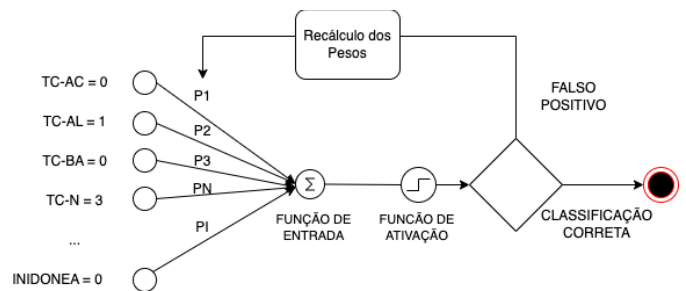 Recálculo dos
Pesos
TC-AC = 0
P1
FALSO
POSITIVO
TC-AL = 1
P2
TC-BA = 0
P3
TC-N = 3
PN
Σ
FUNÇÃO DE
ENTRADA
FUNCÃO DE
ATIVAÇÃO
CLASSIFICAÇÃO
CORRETA
...
PI
INIDONEA = 0